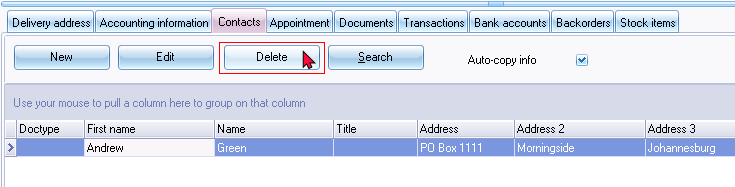 Delivery address Accounting information Contacts Appointment Documents Transactions Bank accounts Backorders Stock items
New Edit Delete Search Auto-copy info
Use your mouse to pull a column here to group on that column
Doctype First name Name Title Address Address 2 Address 3
Andrew Green PO Box 1111 Morningside Johannesburg